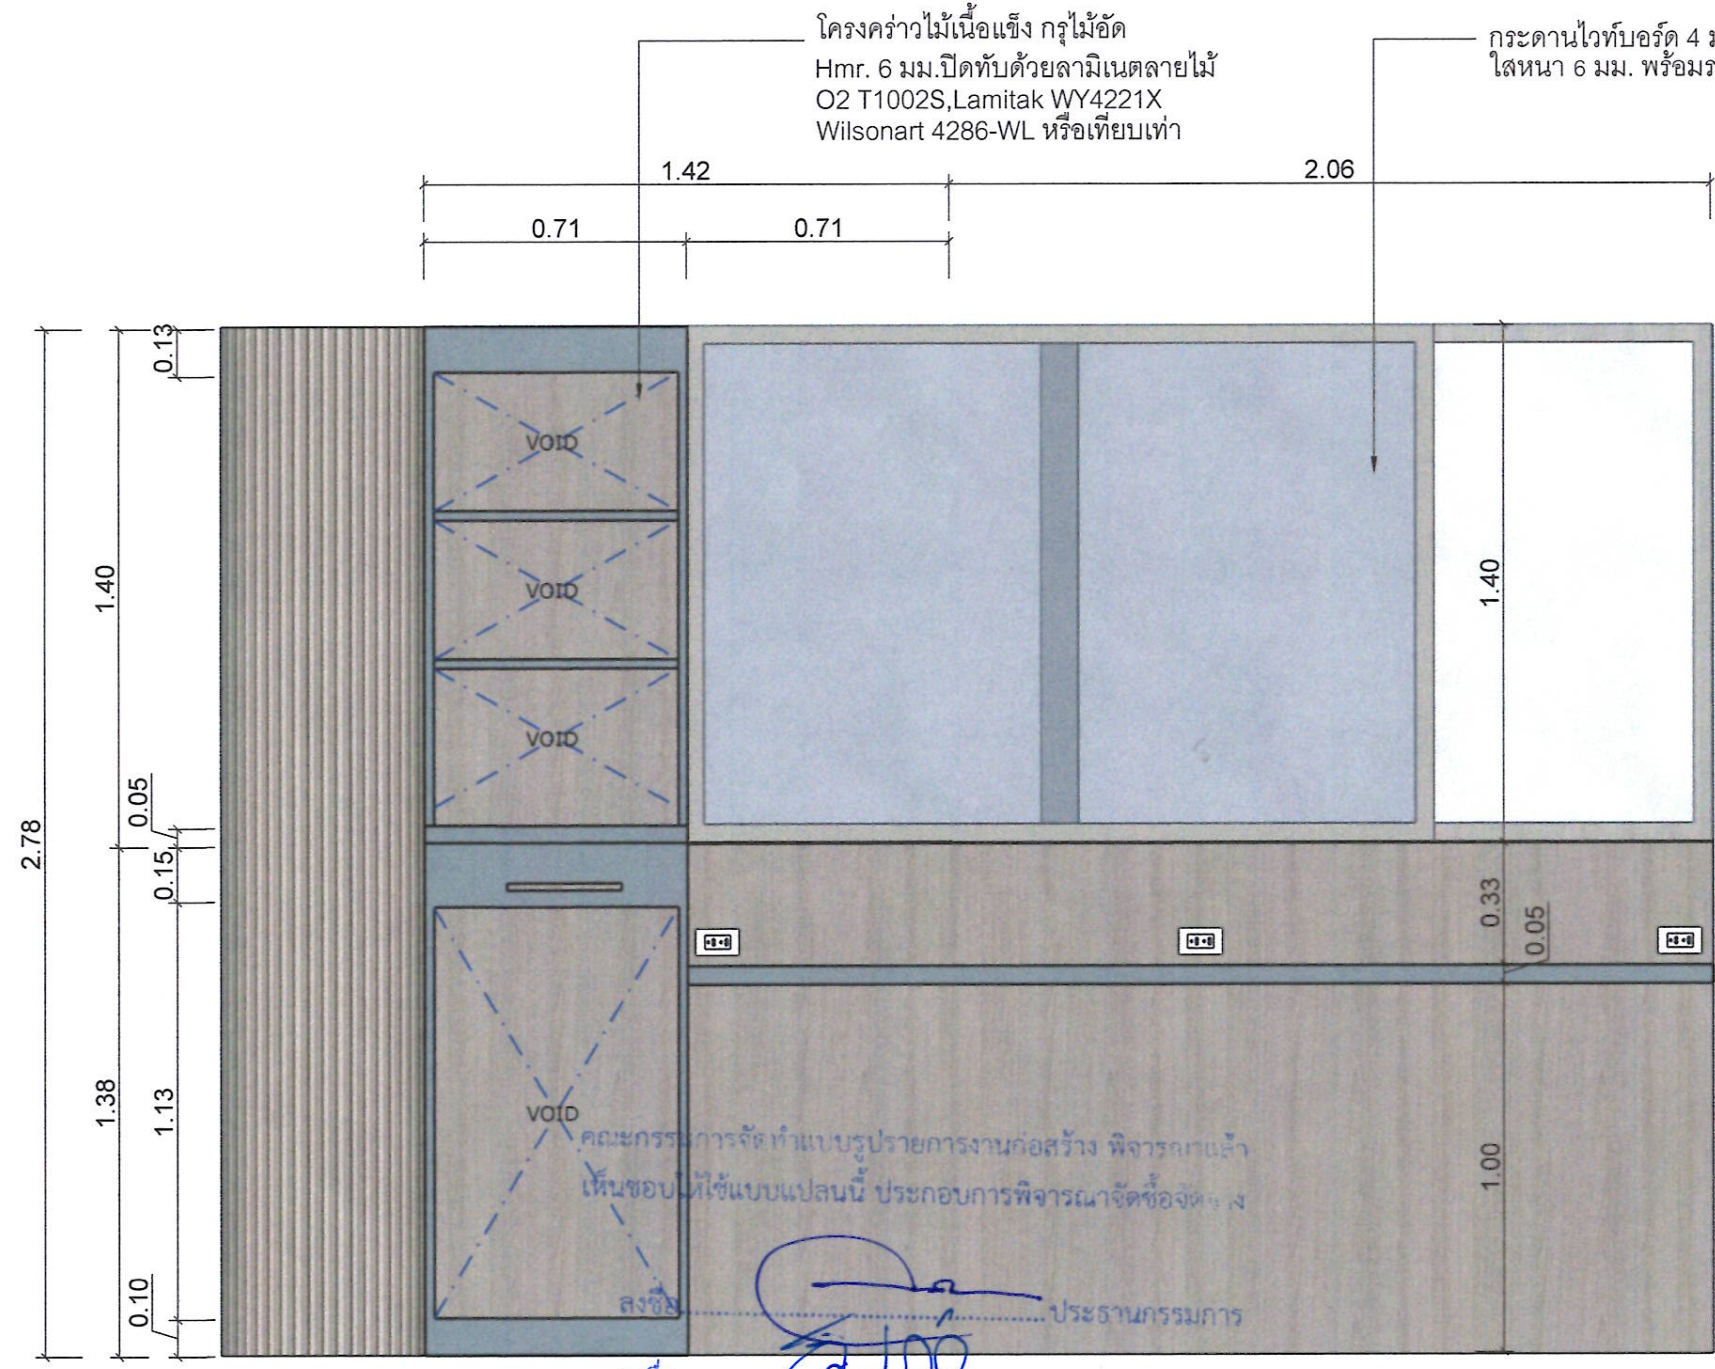 โครงคร่าวไม้เนื้อแข็ง กรุไม้อัด
Hmr. 6 มม.ปิดทับด้วยลามิเนตลายไม้
O2 T1002S,Lamitak WY4221X
Wilsonart 4286-WL หรือเทียบเท่า
กระดานไวท์บอร์ด 4
ใสหนา 6 มม.
1.42
2.06
0.71
0.71
0.13
1.40
0.05
2.78
0.15
1.38
1.13
0.10
VOID
VOID
VOID
VOID
1.40
0.33
0.05
1.00
คณะกรรมการจัดทำแบบรูปรายการงานก่อสร้าง พิจารณาแล้ว
เห็นชอบให้ใช้แบบแปลนนี้ ประกอบการพิจารณาจัดซื้อจัดจ้าง
ลงชื่อ........................................ประธานกรรมการ